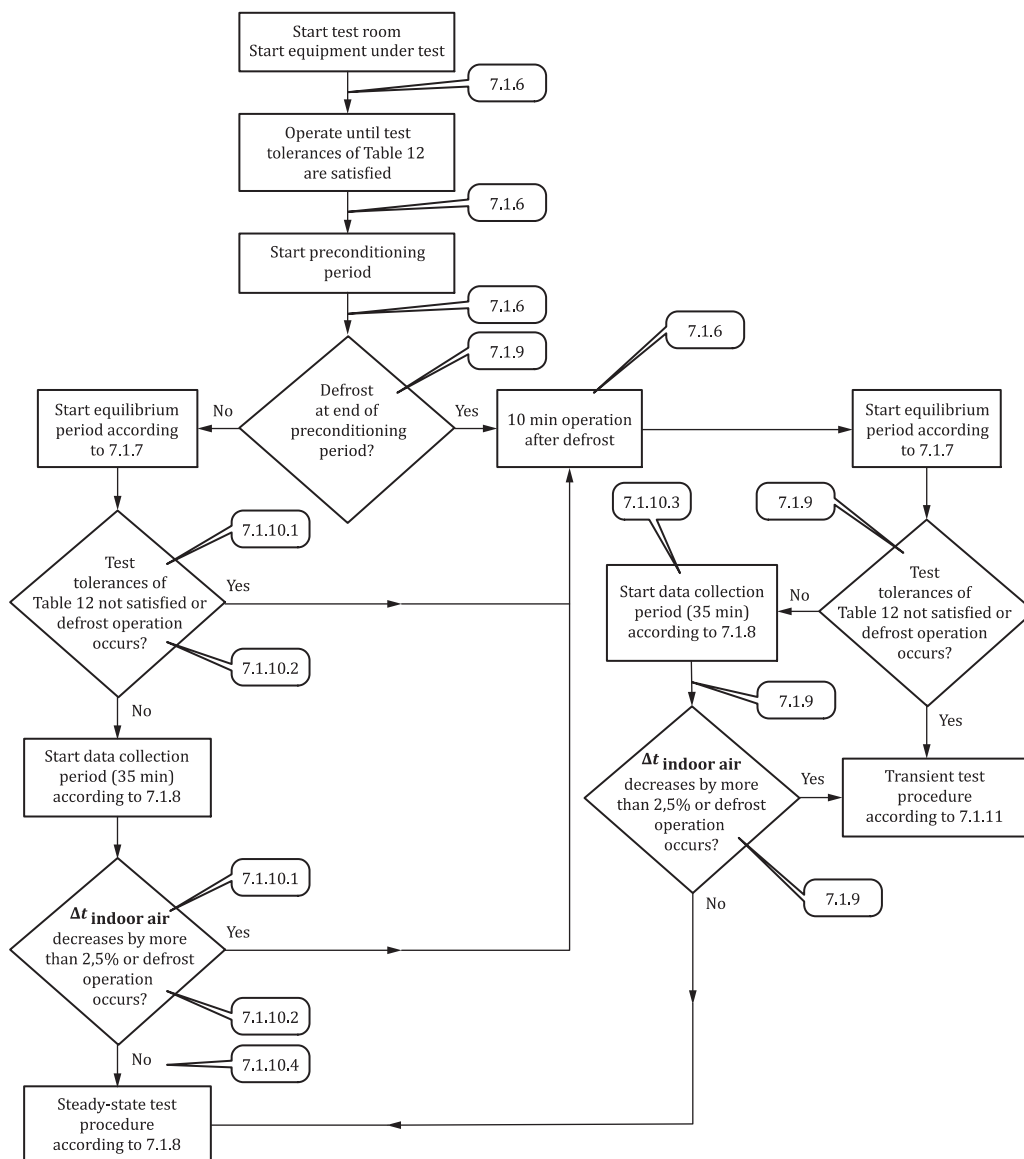 Start test room
Start equipment under test
7.1.6
Operate until test
tolerances of Table 12
are satisfied
7.1.6
Start preconditioning
period
7.1.6
7.1.9
Defrost
at end of
preconditioning
period?
No
Yes
Start equilibrium
period according
to 7.1.7
7.1.6
10 min operation
after defrost
Start equilibrium
period according
to 7.1.7
7.1.10.1
Test
tolerances of
Table 12 not satisfied or
defrost operation
occurs?
Yes
7.1.10.2
No
7.1.10.3
7.1.9
Start data collection
period (35 min)
according to 7.1.8
No
Test
tolerances of
Table 12 not satisfied or
defrost operation
occurs?
Yes
7.1.9
Start data collection
period (35 min)
according to 7.1.8
Δt indoor air
decreases by more
than 2,5% or defrost
operation
occurs?
Yes
Transient test
procedure
according to 7.1.11
7.1.9
No
7.1.10.1
Δt indoor air
decreases by more
than 2,5% or defrost
operation
occurs?
Yes
7.1.10.2
No
7.1.10.4
Steady-state test
procedure
according to 7.1.8